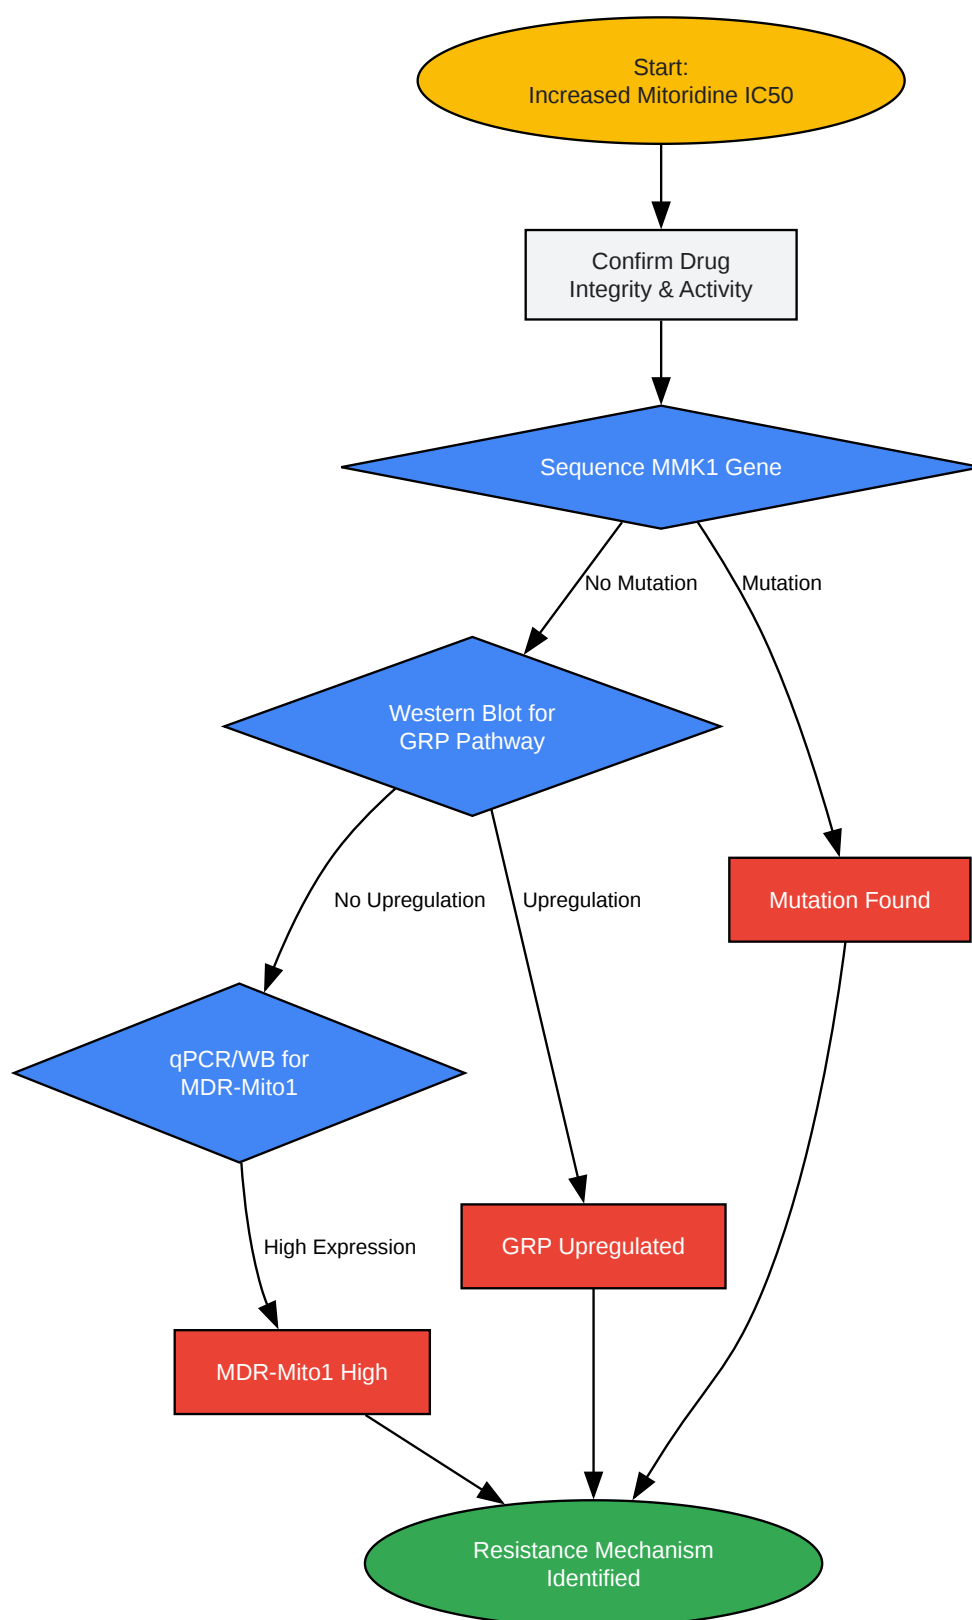 Start:
Increased Mitoridine IC50
Confirm Drug
Integrity & Activity
Sequence MMK1 Gene
No Mutation
Mutation
Western Blot for
GRP Pathway
No Upregulation
Upregulation
Mutation Found
qPCR/WB for
MDR-Mito1
High Expression
GRP Upregulated
MDR-Mito1 High
Resistance Mechanism
Identified